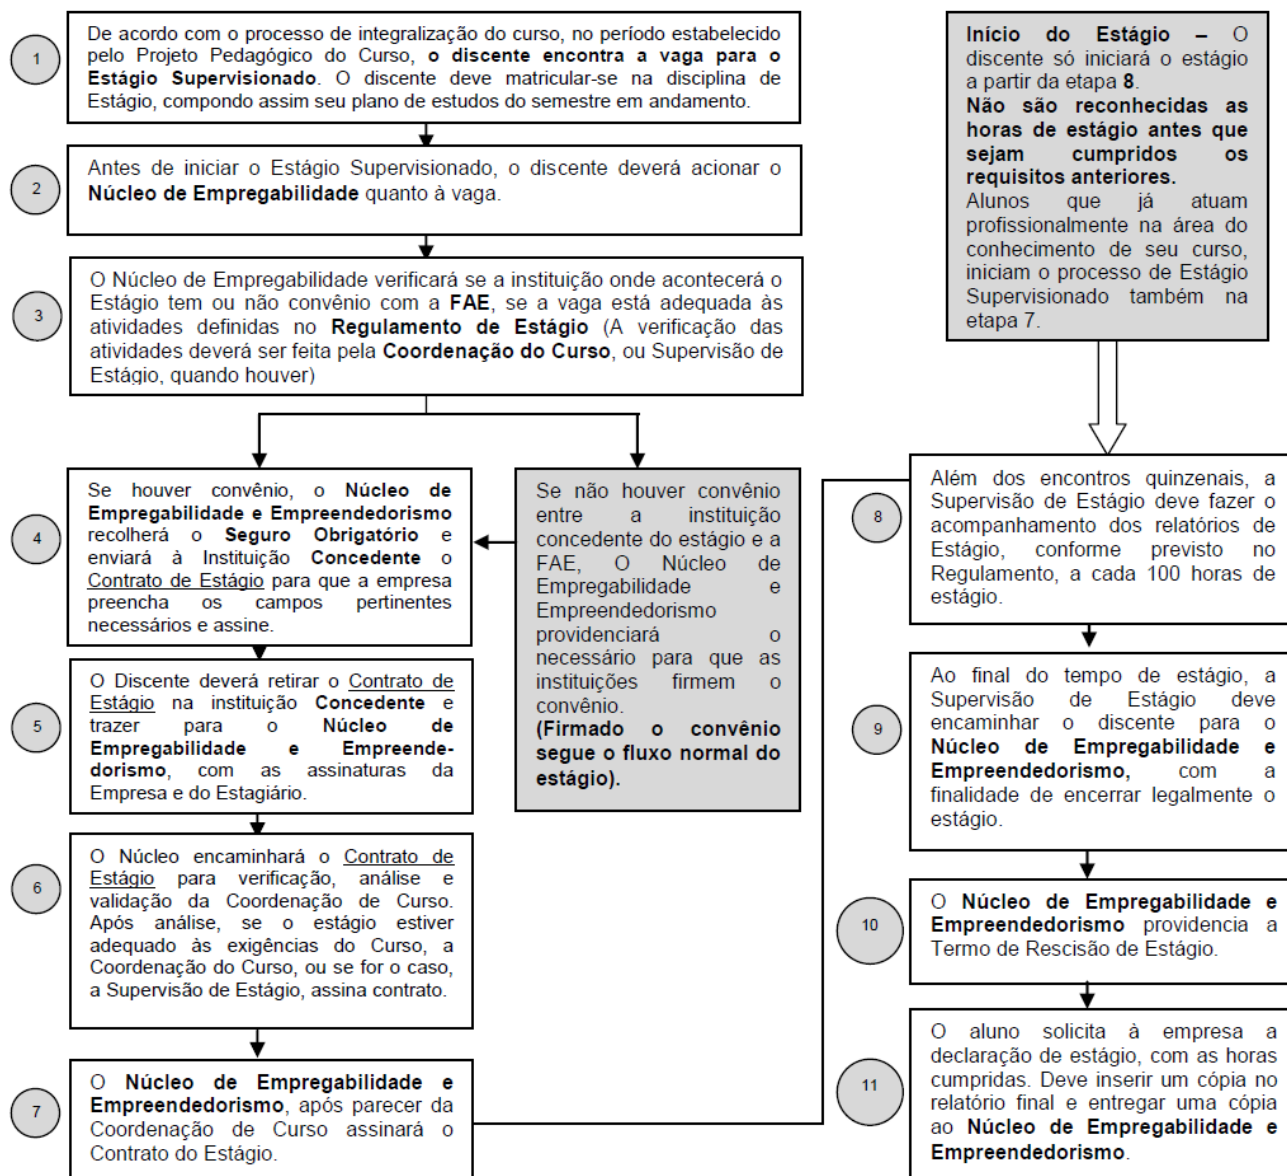 1
De acordo com o processo de integralização do curso, no período estabelecido
pelo Projeto Pedagógico do Curso, o discente encontra a vaga para o
Estágio Supervisionado. O discente deve matricular-se na disciplina de
Estágio, compondo assim seu plano de estudos do semestre em andamento.
2
Antes de iniciar o Estágio Supervisionado, o discente deverá acionar o
Núcleo de Empregabilidade quanto à vaga.
3
O Núcleo de Empregabilidade verificará se a instituição onde acontecerá o
Estágio tem ou não convênio com a FAE, se a vaga está adequada às
atividades definidas no Regulamento de Estágio (A verificação das
atividades deverá ser feita pela Coordenação do Curso, ou Supervisão de
Estágio, quando houver)
4
Se houver convênio, o Núcleo de
Empregabilidade e Empreendedorismo
recolherá o Seguro Obrigatório e
enviará à Instituição Concedente o
Contrato de Estágio para que a empresa
preencha os campos pertinentes
necessários e assine.
Se não houver convênio
entre a instituição
concedente do estágio e a
FAE, O Núcleo de
Empregabilidade e
Empreendedorismo
providenciará o
necessário para que as
instituições firmem o
convênio.
(Firmado o convênio
segue o fluxo normal do
estágio).
5
O Discente deverá retirar o Contrato de
Estágio na instituição Concedente e
trazer para o Núcleo de
Empregabilidade e Empreende-
dorismo, com as assinaturas da
Empresa e do Estagiário.
6
O Núcleo encaminhará o Contrato de
Estágio para verificação, análise e
validação da Coordenação de Curso.
Após análise, se o estágio estiver
adequado às exigências do Curso, a
Coordenação do Curso, ou se for o caso,
a Supervisão de Estágio, assina contrato.
7
O Núcleo de Empregabilidade e
Empreendedorismo, após parecer da
Coordenação de Curso assinará o
Contrato do Estágio.
Início do Estágio – O
discente só iniciará o estágio
a partir da etapa 8.
Não são reconhecidas as
horas de estágio antes que
sejam cumpridos os
requisitos anteriores.
Alunos que já atuam
profissionalmente na área do
conhecimento de seu curso,
iniciam o processo de Estágio
Supervisionado também na
etapa 7.
8
Além dos encontros quinzenais, a
Supervisão de Estágio deve fazer o
acompanhamento dos relatórios de
Estágio, conforme previsto no
Regulamento, a cada 100 horas de
estágio.
9
Ao final do tempo de estágio, a
Supervisão de Estágio deve
encaminhar o discente para o
Núcleo de Empregabilidade e
Empreendedorismo, com a
finalidade de encerrar legalmente o
estágio.
10
O Núcleo de Empregabilidade e
Empreendedorismo providencia a
Termo de Rescisão de Estágio.
11
O aluno solicita à empresa a
declaração de estágio, com as horas
cumpridas. Deve inserir um cópia no
relatório final e entregar uma cópia
ao Núcleo de Empregabilidade e
Empreendedorismo.